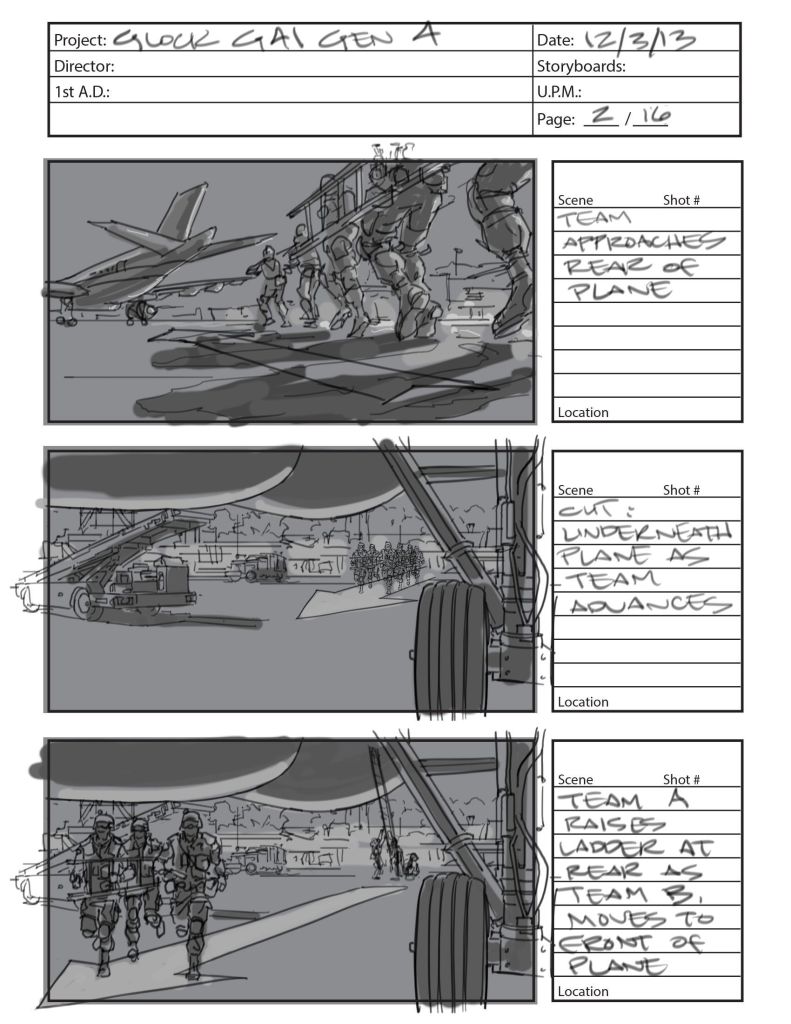 Project: GLOCK GAI GEN 4
Date: 12/3/13
Director:
Storyboards:
1st A.D.:
U.P.M.:
Page: 2 / 16
Scene Shot #
TEAM
APPROACHES
REAR OF
PLANE
Location
Scene Shot #
CUT:
UNDERNEATH
PLANE AS
TEAM
ADVANCES
Location
Scene Shot #
TEAM A
RAISES
LADDER AT
REAR AS
TEAM B.
MOVES TO
FRONT OF
PLANE
Location